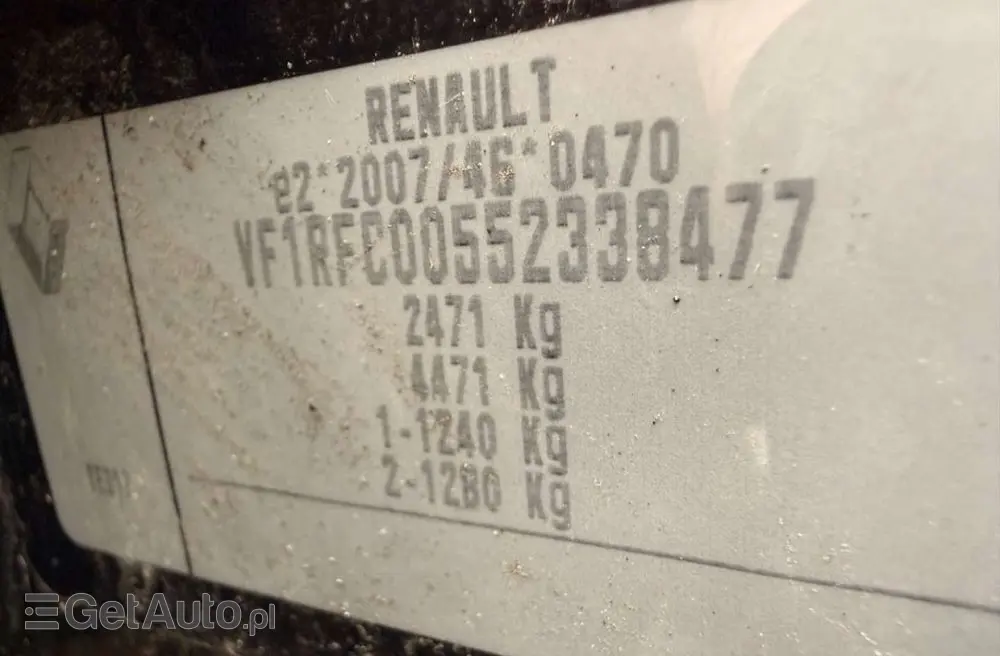 RENAULT
e2*2007/46*0470
VF1RFC00552338477
2471 Kg
4471 Kg
1-1240 Kg
2-1280 Kg
GetAuto.pl